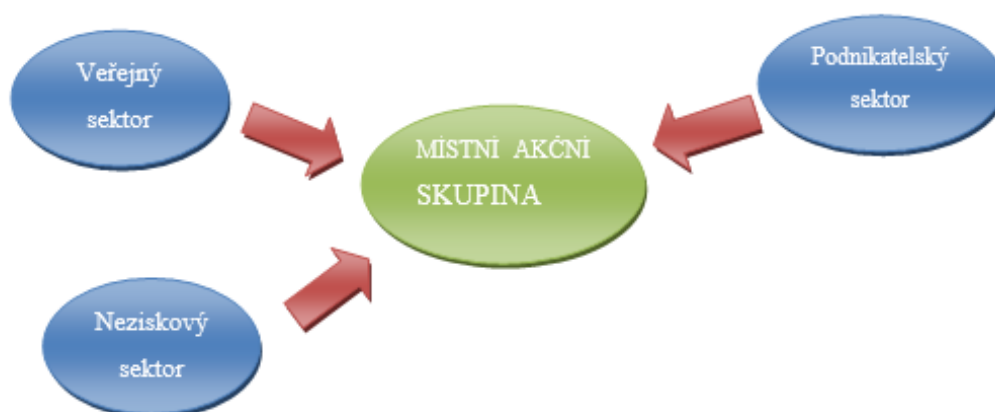 Veřejný
sektor
Podnikatelský
sektor
MÍSTNÍ AKČNÍ
SKUPINA
Neziskový
sektor